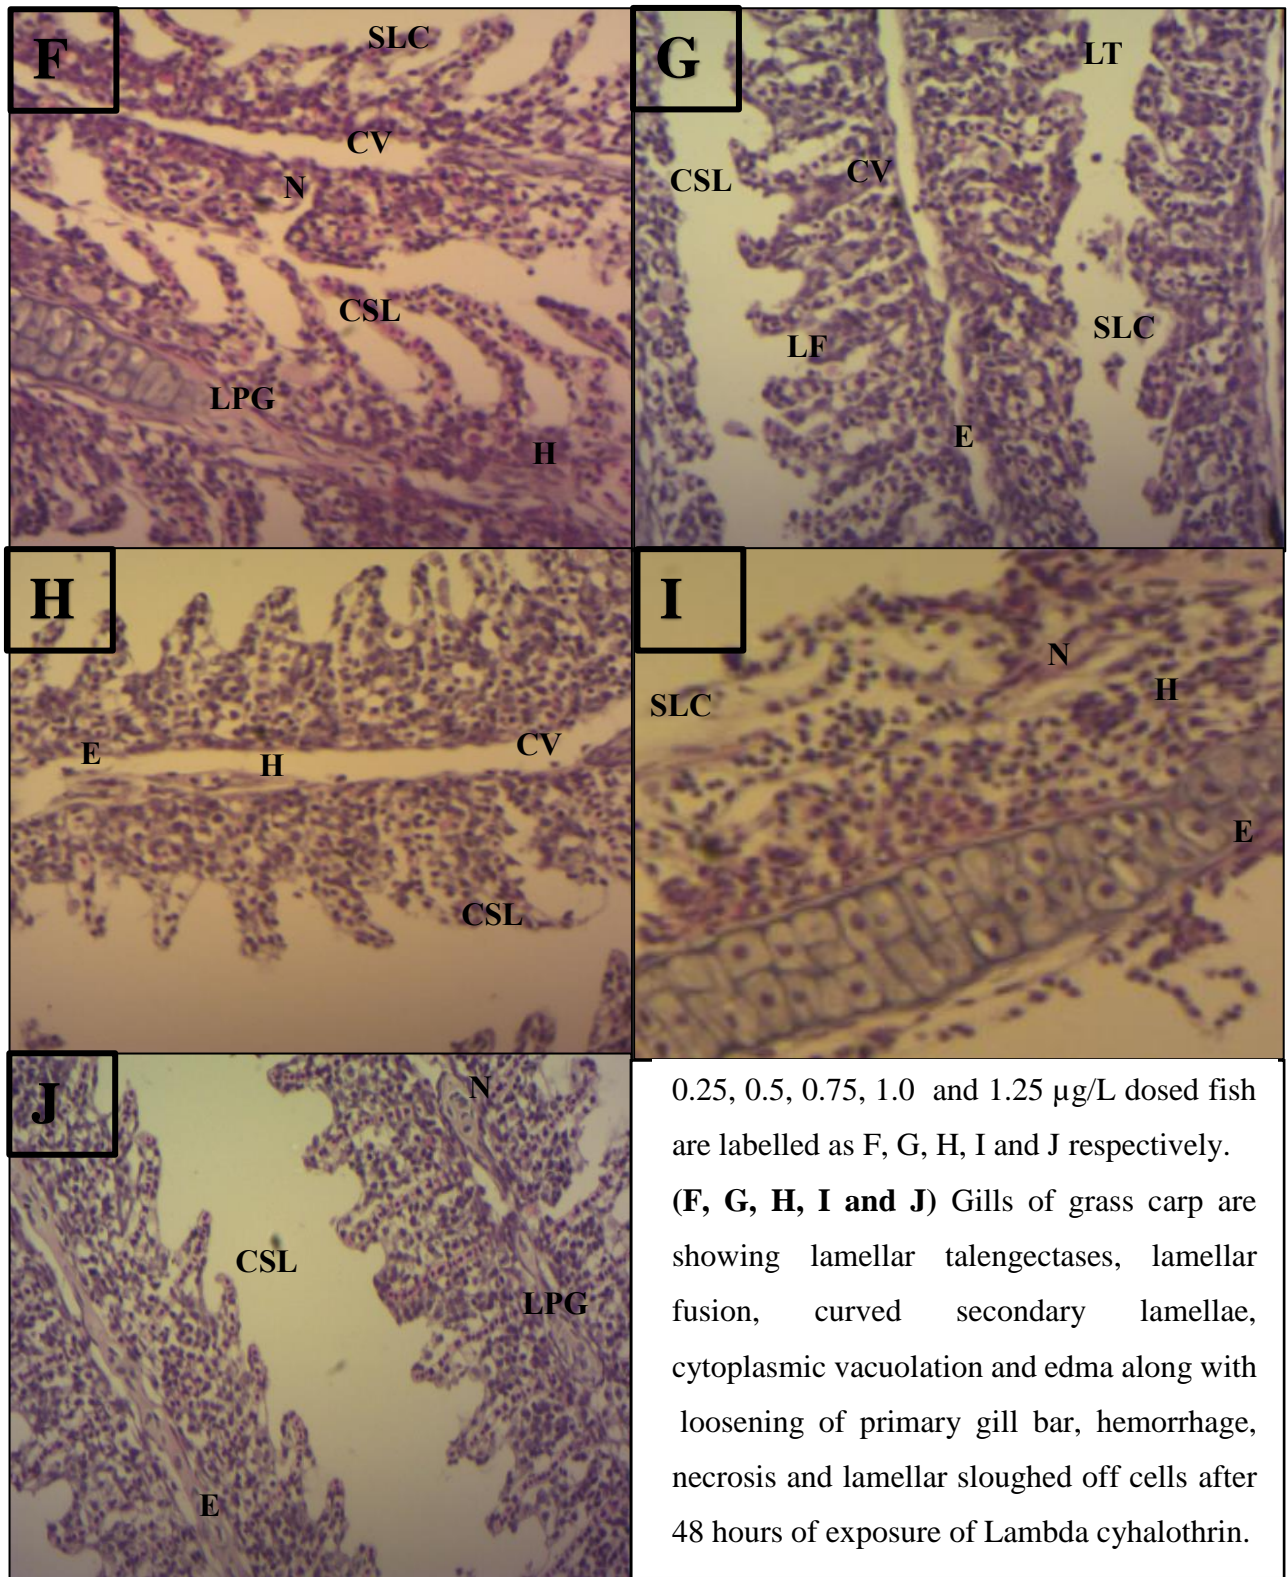 F
SLC
CV
N
CSL
LPG
H
G
LT
CSL
CV
LF
SLC
E
H
E
H
CV
CSL
I
N
H
SLC
E
J
N
CSL
LPG
E
0.25, 0.5, 0.75, 1.0 and 1.25 µg/L dosed fish
are labelled as F, G, H, I and J respectively.
(F, G, H, I and J) Gills of grass carp are
showing lamellar talengectases, lamellar
fusion, curved secondary lamellae,
cytoplasmic vacuolation and edma along with
loosening of primary gill bar, hemorrhage,
necrosis and lamellar sloughed off cells after
48 hours of exposure of Lambda cyhalothrin.